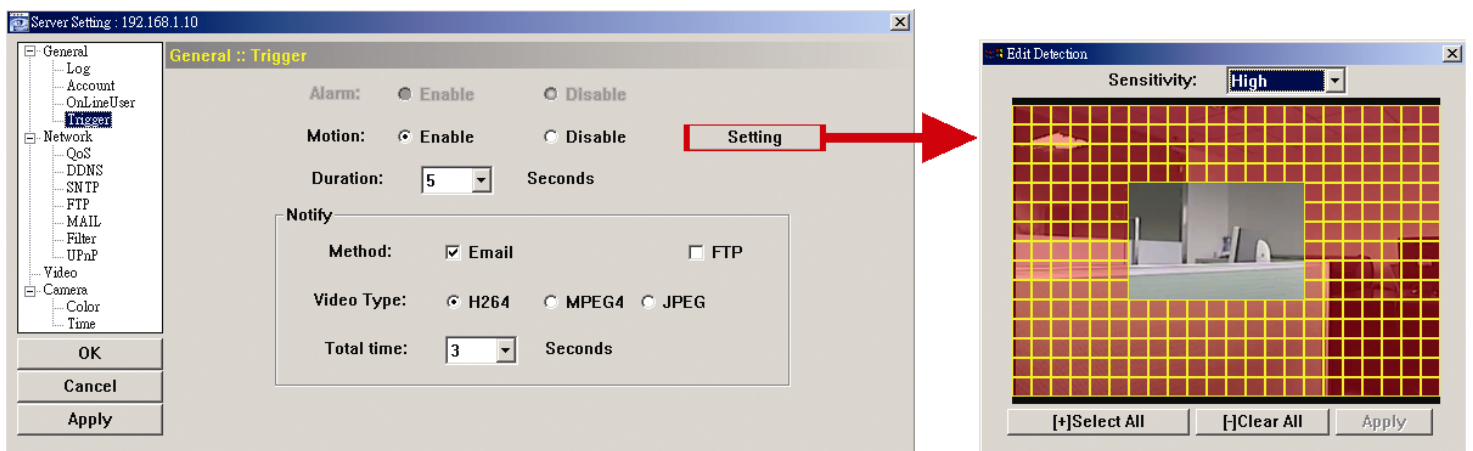 Server Setting : 192.168.1.10
General
Log
Account
OnLineUser
Trigger
Network
QoS
DDNS
SNTP
FTP
MAIL
Filter
UPnP
Video
Camera
Color
Time
OK
Cancel
Apply
General :: Trigger
Alarm: Enable Disable
Motion: Enable Disable Setting
Duration: 5 Seconds
Notify
Method: Email FTP
Video Type: H264 MPEG4 JPEG
Total time: 3 Seconds
Edit Detection
Sensitivity: High
[+]Select All [-]Clear All Apply